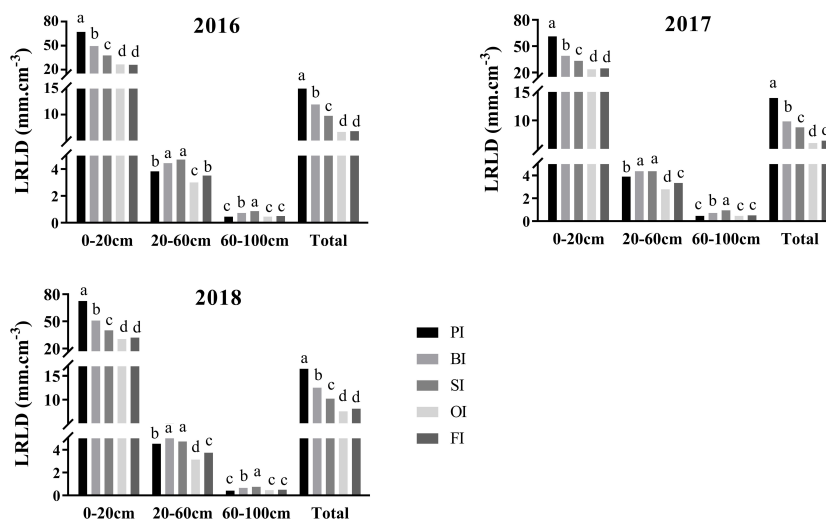 2016
LRLD (mm.cm-3)
80
50
20
15
10
4
2
0
a b c d d
b a a c b
c b a c c
a b c d d
0-20cm 20-60cm 60-100cm Total
2017
LRLD (mm.cm-3)
80
50
20
15
10
4
2
0
a b c d d
b a a d c
c b a c c
a b c d d
0-20cm 20-60cm 60-100cm Total
2018
LRLD (mm.cm-3)
80
50
20
15
10
4
2
0
a b c d d
b a a d c
c b a c c
a b c d d
0-20cm 20-60cm 60-100cm Total
PI
BI
SI
OI
FI